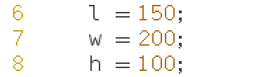 6    l = 150;
7    w = 200;
8    h = 100;